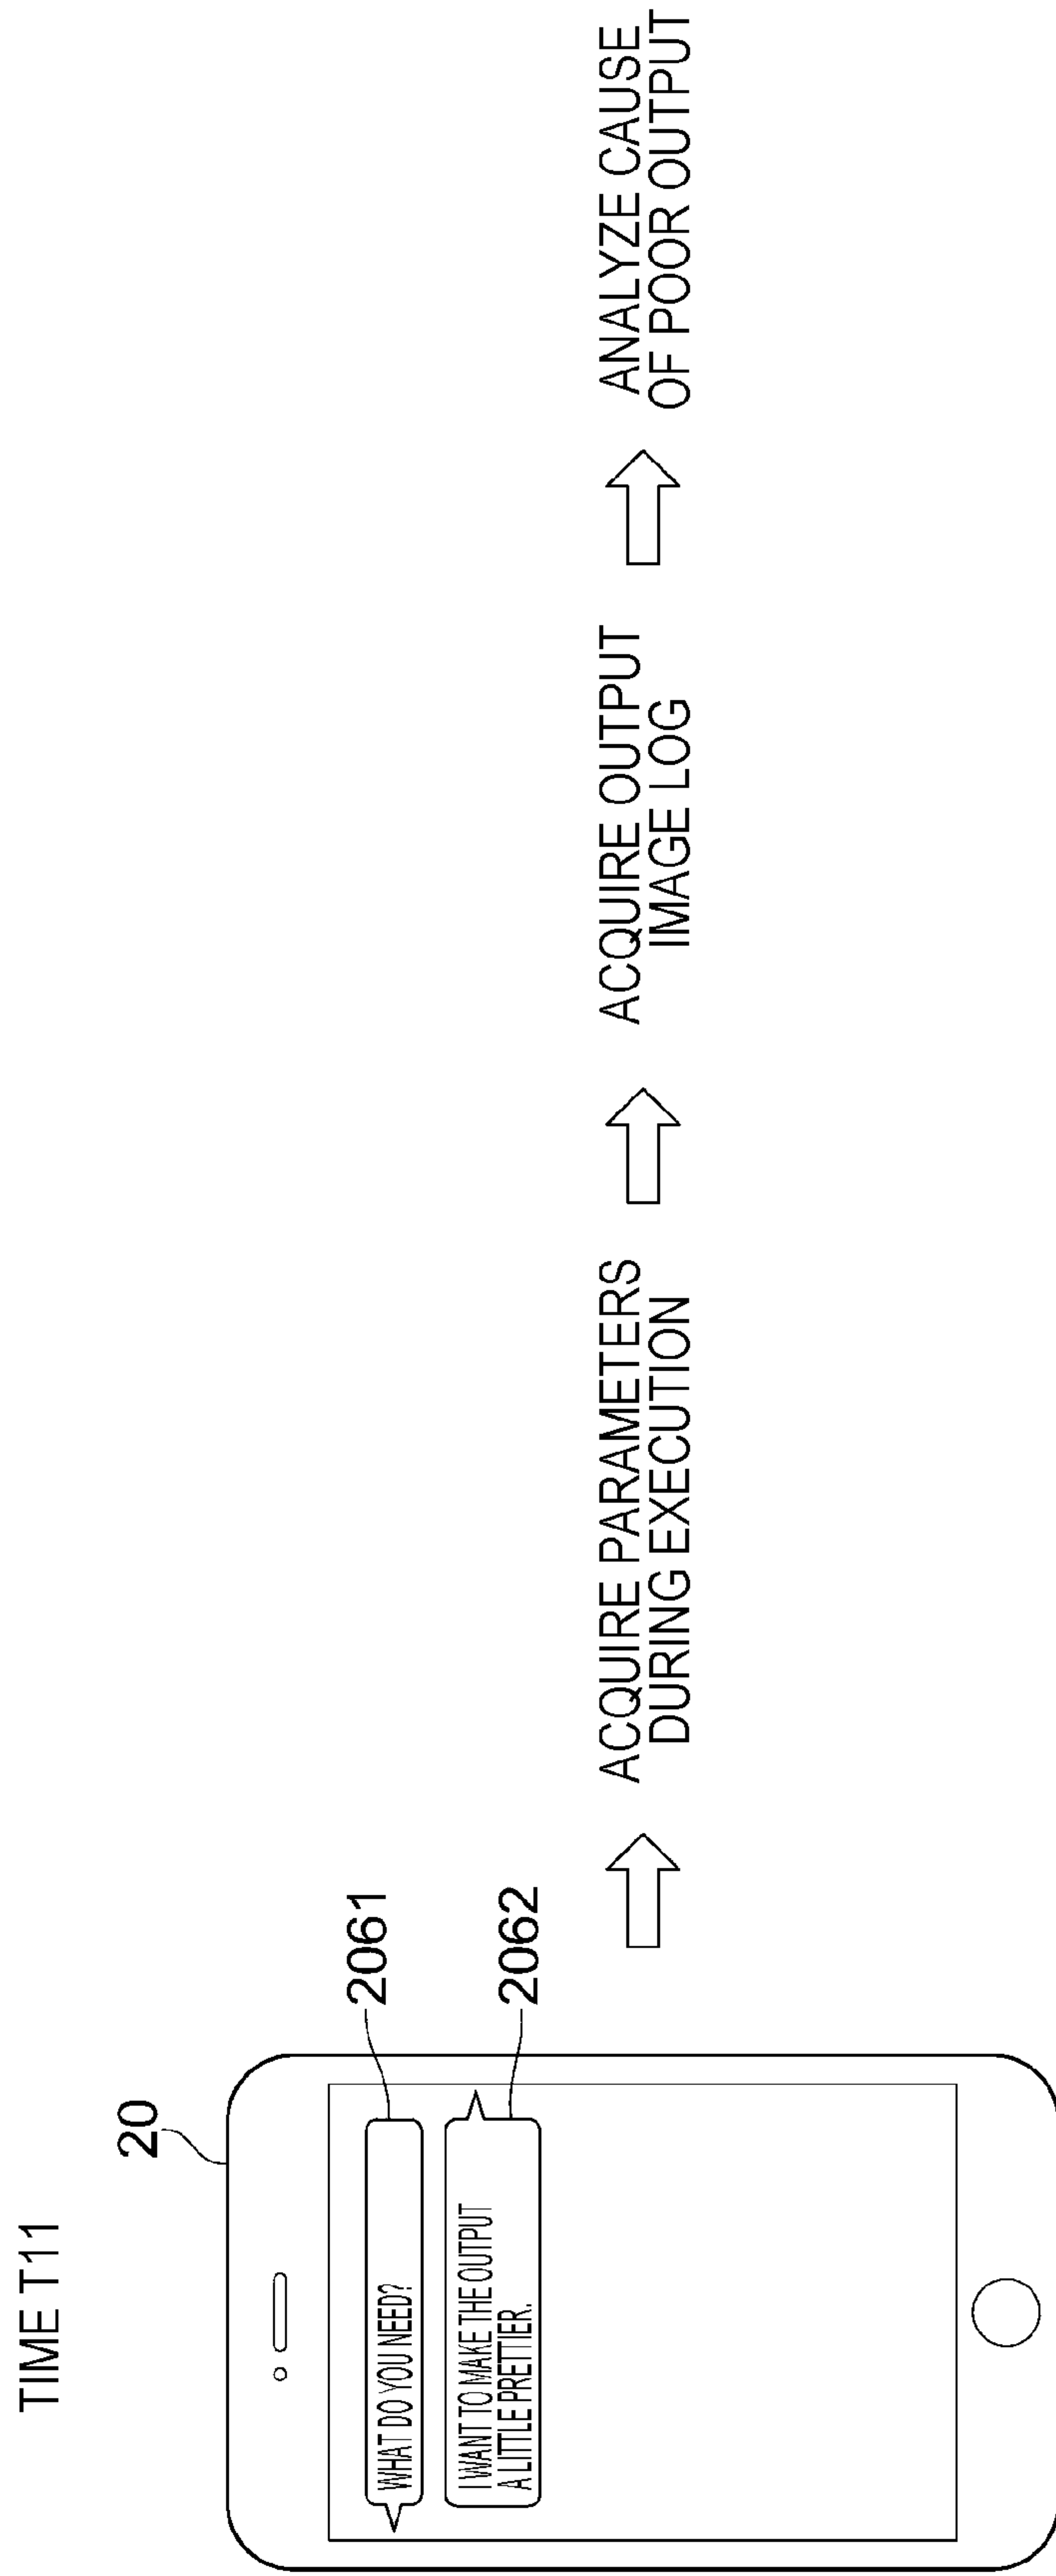 TIME T11
20
WHAT DO YOU NEED?
2061
I WANT TO MAKE THE OUTPUT
A LITTLE PRETTIER.
2062
ACQUIRE PARAMETERS
DURING EXECUTION
ACQUIRE OUTPUT
IMAGE LOG
ANALYZE CAUSE
OF POOR OUTPUT